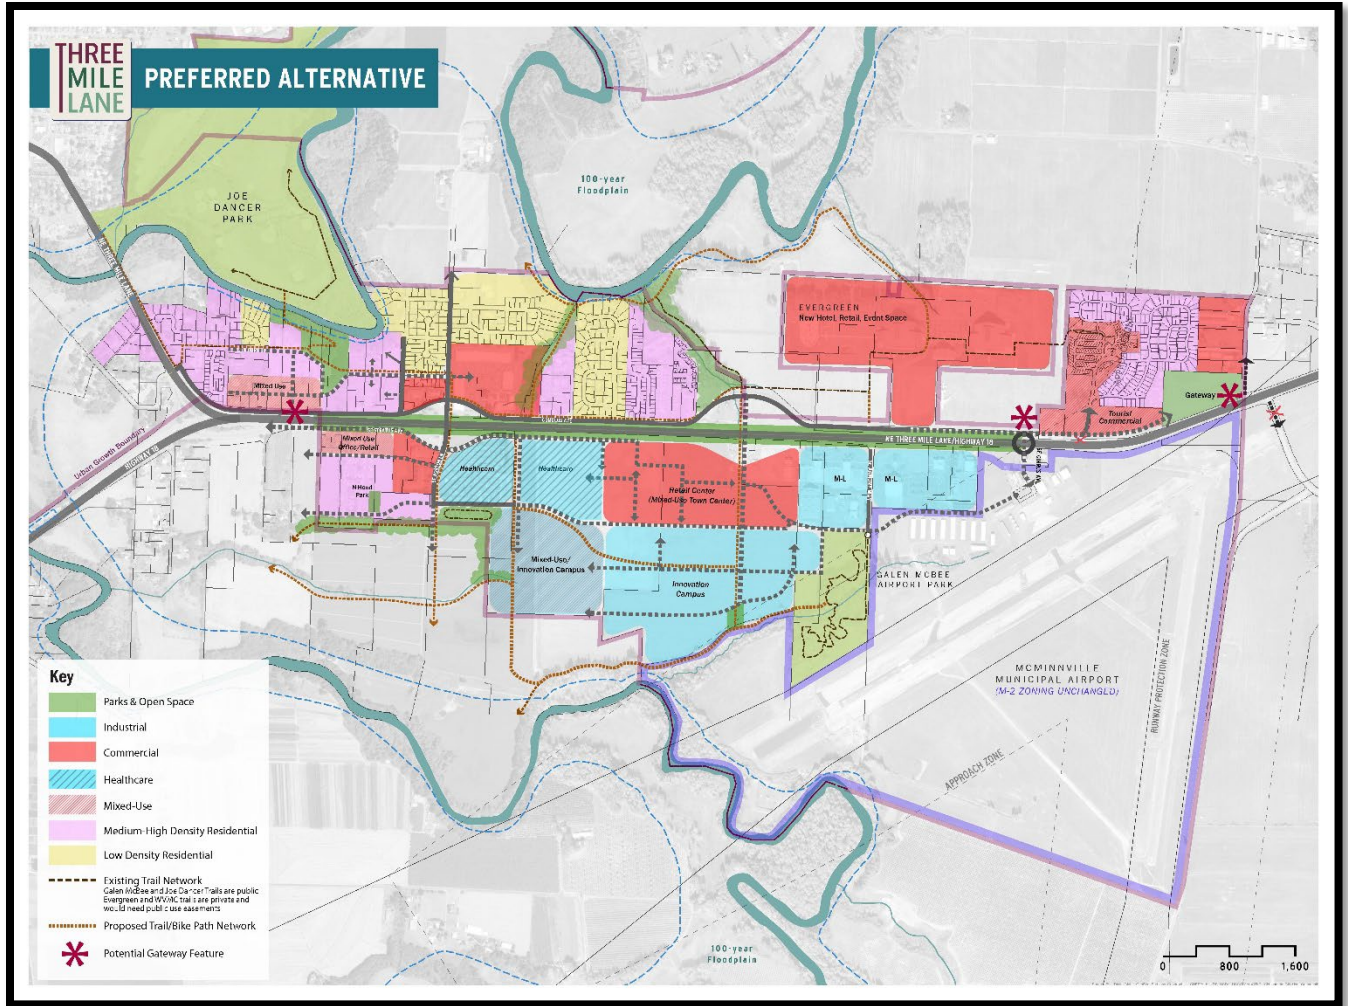 THREE
MILE
LANE
PREFERRED ALTERNATIVE
100-year
Floodplain
JOE
DANCER
PARK
NE THREE MILE LANE
EVERGREEN
New Hotel, Retail, Event Space
Mixed Use
Gateway
Tourist
Commercial
Urban Growth Boundary
HIGHWAY 18
NE THREE MILE LANE/HIGHWAY 18
Mixed Use
Office/Retail
Healthcare
Healthcare
N'Hood
Park
Retail Center
(Mixed-Use Town Center)
M-L
M-L
Mixed-Use/
Innovation Campus
Innovation
Campus
GALEN MCBEE
AIRPORT PARK
MCMINNVILLE
MUNICIPAL AIRPORT
(M-2 ZONING UNCHANGED)
RUNWAY PROTECTION ZONE
APPROACH ZONE
Key
Parks & Open Space
Industrial
Commercial
Healthcare
Mixed-Use
Medium-High Density Residential
Low Density Residential
Existing Trail Network
Galen McBee and Joe Dancer Trails are public
Evergreen and WVMC trails are private and
would need public use easements
Proposed Trail/Bike Path Network
Potential Gateway Feature
100-year
Floodplain
0 800 1,600